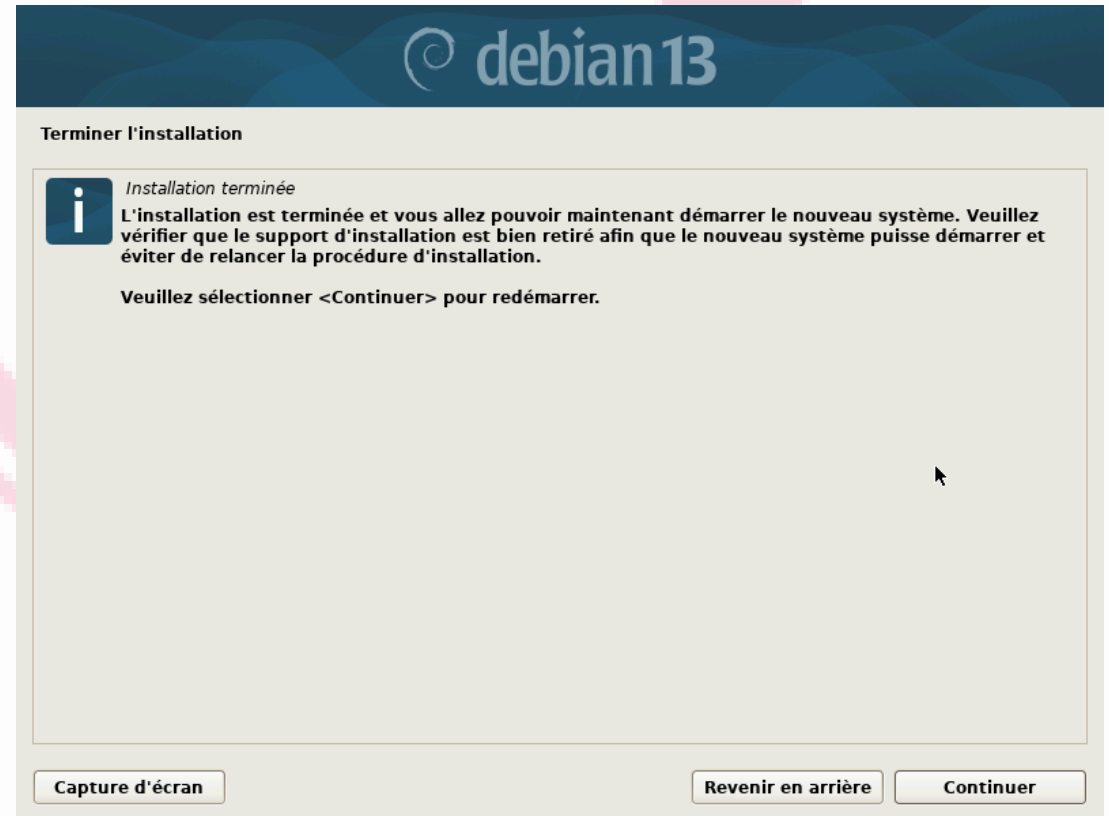 debian 13
Terminer l'installation
Installation terminée
L'installation est terminée et vous allez pouvoir maintenant démarrer le nouveau système. Veuillez
vérifier que le support d'installation est bien retiré afin que le nouveau système puisse démarrer et
éviter de relancer la procédure d'installation.
Veuillez sélectionner <Continuer> pour redémarrer.
Capture d'écran
Revenir en arrière
Continuer